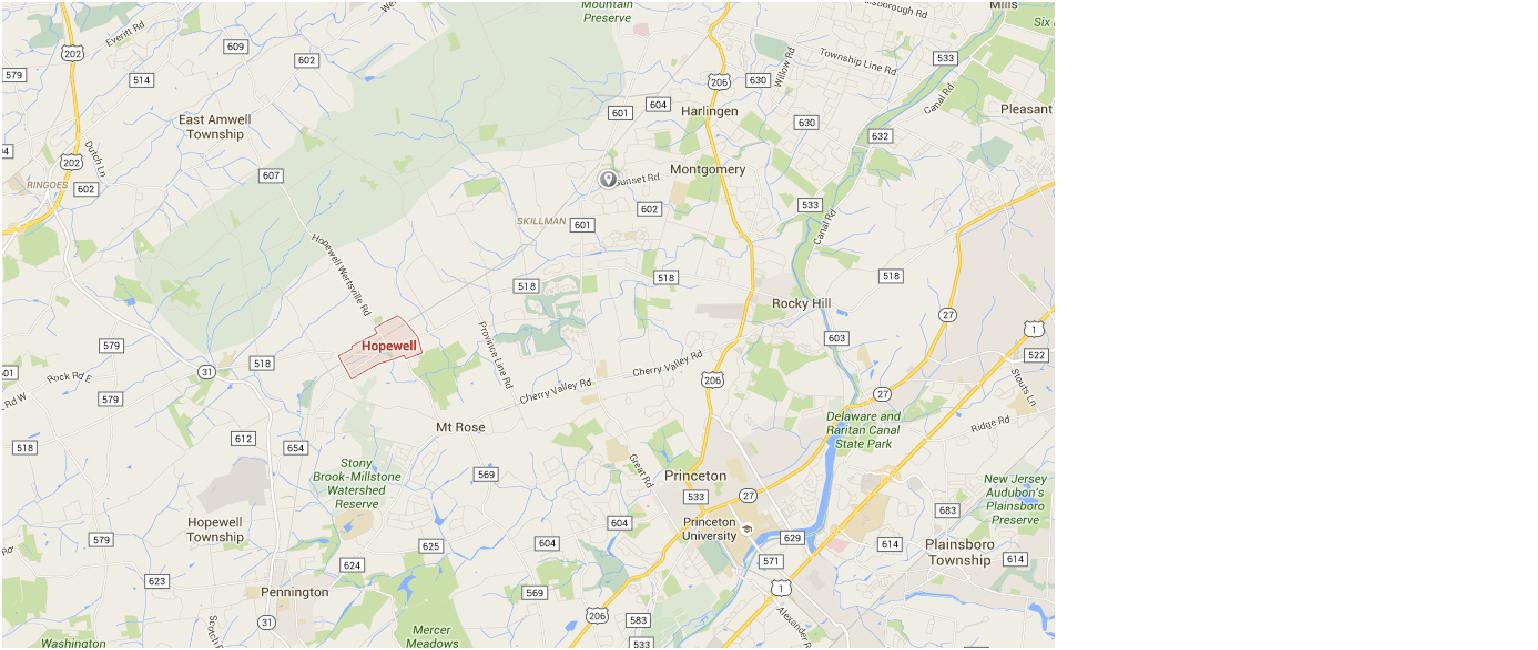 Hopewell
Mountain
Preserve
nsborough Rd
Mills
Six
Everitt Rd
202
609
602
533
Township Line Rd
Willow Rd
579
514
206
630
Canal Rd
601
604
Harlingen
Pleasant
East Amwell
Township
630
632
Dutch Ln
202
607
Montgomery
RINGOES
602
Sunset Rd
602
533
SKILLMAN
601
Canal Rd
Hopewell Wertsville Rd
518
518
518
Rocky Hill
27
1
Province Line Rd
603
579
Hopewell
522
518
Cherry Valley Rd
601
Rock Rd E
31
206
Stouts Ln
Cherry Valley Rd
27
579
Rd W
Delaware and
Raritan Canal
State Park
Mt Rose
Ridge Rd
612
518
654
Great Rd
Stony
Brook-Millstone
Watershed
Reserve
569
Princeton
533
27
New Jersey
Audubon's
Plainsboro
Preserve
683
Hopewell
Township
604
Princeton
University
579
604
629
614
Plainsboro
Township
625
571
614
624
623
Pennington
569
1
206
583
Alexander R
31
Scotch R
Mercer
Meadows
Washington
533